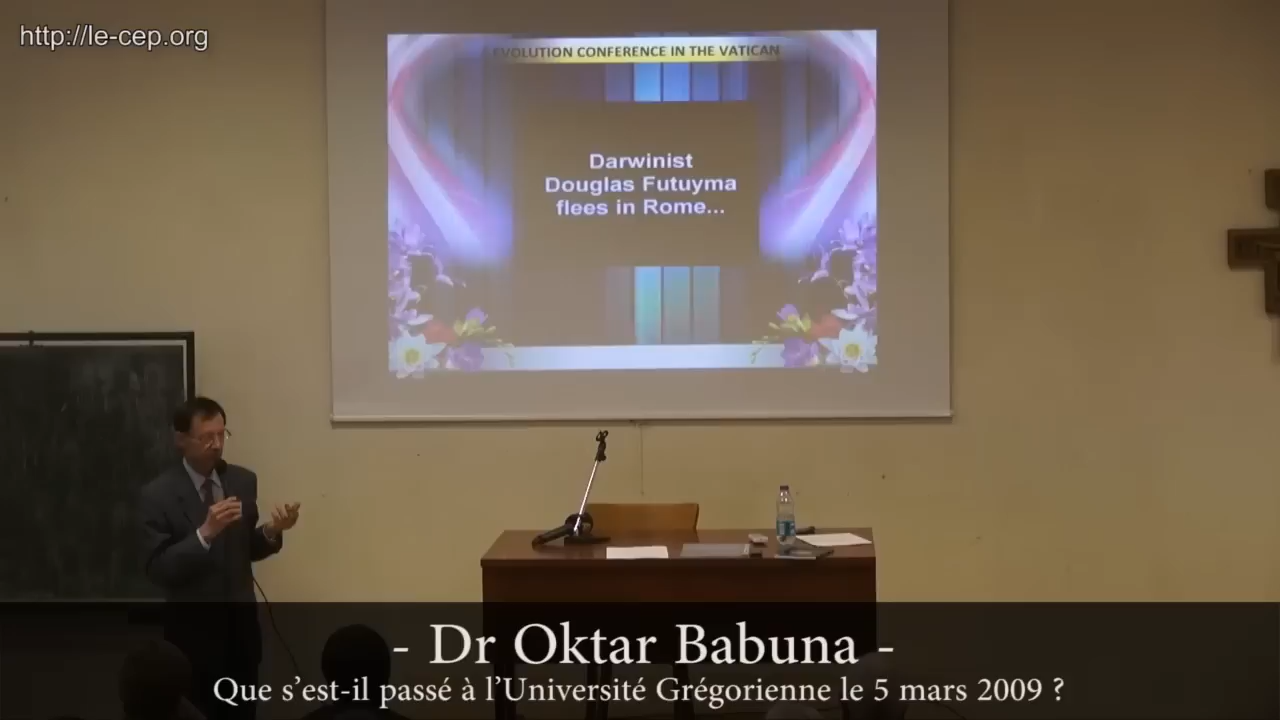 http://le-cep.org
EVOLUTION CONFERENCE IN THE VATICAN
Darwinist
Douglas Futuyma
flees in Rome...
- Dr Oktar Babuna -
Que s'est-il passé à l'Université Grégorienne le 5 mars 2009 ?